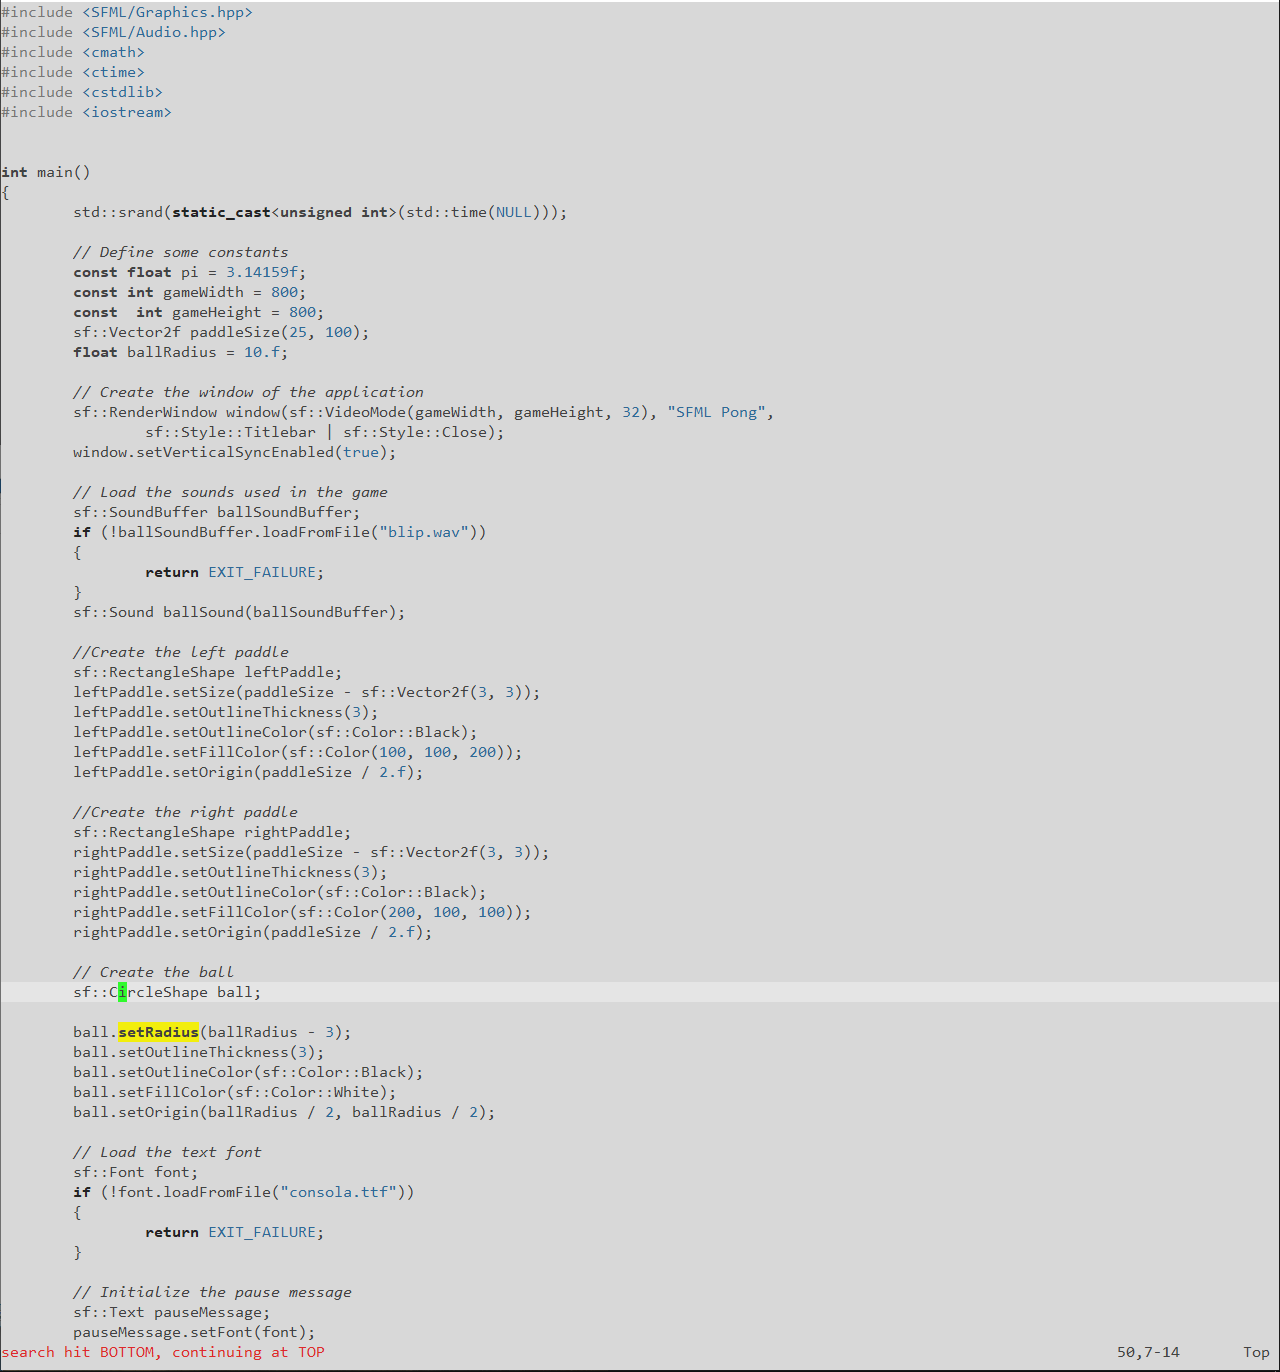 #include <SFML/Graphics.hpp>
#include <SFML/Audio.hpp>
#include <cmath>
#include <ctime>
#include <cstdlib>
#include <iostream>
int main()
{
std::srand(static_cast<unsigned int>(std::time(NULL)));
// Define some constants
const float pi = 3.14159f;
const int gameWidth = 800;
const  int gameHeight = 800;
sf::Vector2f paddleSize(25, 100);
float ballRadius = 10.f;
// Create the window of the application
sf::RenderWindow window(sf::VideoMode(gameWidth, gameHeight, 32), "SFML Pong",
sf::Style::Titlebar | sf::Style::Close);
window.setVerticalSyncEnabled(true);
// Load the sounds used in the game
sf::SoundBuffer ballSoundBuffer;
if (!ballSoundBuffer.loadFromFile("blip.wav"))
{
return EXIT_FAILURE;
}
sf::Sound ballSound(ballSoundBuffer);
//Create the left paddle
sf::RectangleShape leftPaddle;
leftPaddle.setSize(paddleSize - sf::Vector2f(3, 3));
leftPaddle.setOutlineThickness(3);
leftPaddle.setOutlineColor(sf::Color::Black);
leftPaddle.setFillColor(sf::Color(100, 100, 200));
leftPaddle.setOrigin(paddleSize / 2.f);
//Create the right paddle
sf::RectangleShape rightPaddle;
rightPaddle.setSize(paddleSize - sf::Vector2f(3, 3));
rightPaddle.setOutlineThickness(3);
rightPaddle.setOutlineColor(sf::Color::Black);
rightPaddle.setFillColor(sf::Color(200, 100, 100));
rightPaddle.setOrigin(paddleSize / 2.f);
// Create the ball
sf::CircleShape ball;
ball.setRadius(ballRadius - 3);
ball.setOutlineThickness(3);
ball.setOutlineColor(sf::Color::Black);
ball.setFillColor(sf::Color::White);
ball.setOrigin(ballRadius / 2, ballRadius / 2);
// Load the text font
sf::Font font;
if (!font.loadFromFile("consola.ttf"))
{
return EXIT_FAILURE;
}
// Initialize the pause message
sf::Text pauseMessage;
pauseMessage.setFont(font);
search hit BOTTOM, continuing at TOP 50,7-14 Top